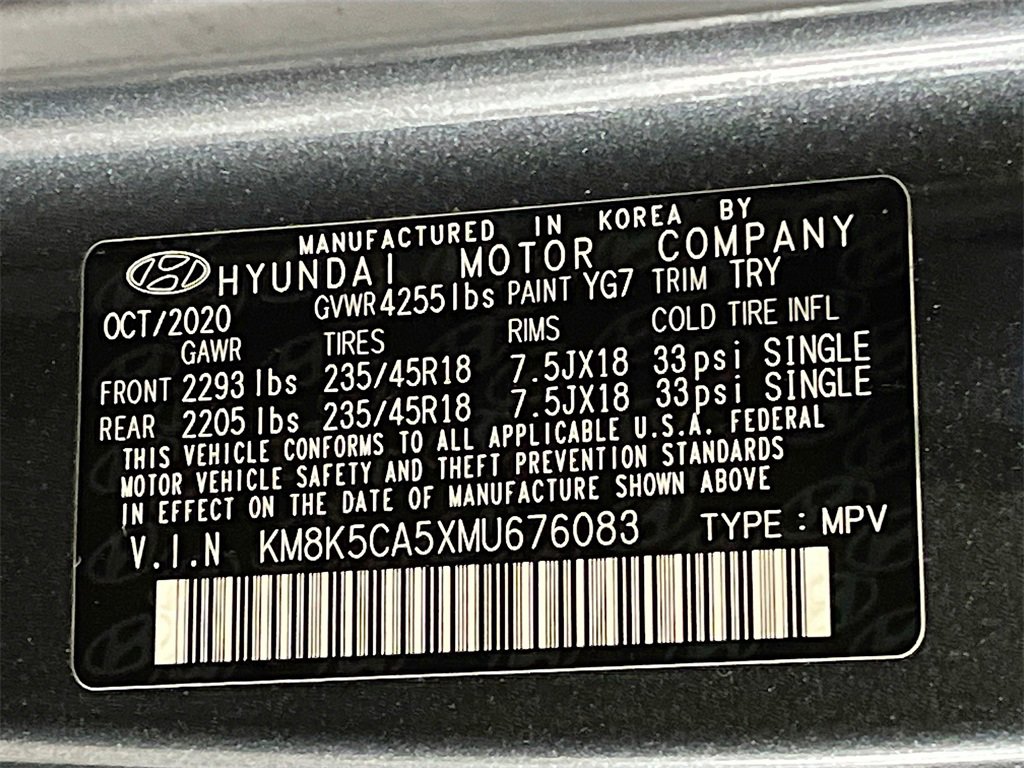 MANUFACTURED IN KOREA BY
HYUNDAI MOTOR COMPANY
OCT/2020 GVWR 4255lbs PAINT YG7 TRIM TRY
GAWR TIRES RIMS COLD TIRE INFL
FRONT 2293 lbs 235/45R18 7.5JX18 33psi SINGLE
REAR 2205 lbs 235/45R18 7.5JX18 33psi SINGLE
THIS VEHICLE CONFORMS TO ALL APPLICABLE U.S.A. FEDERAL
MOTOR VEHICLE SAFETY AND THEFT PREVENTION STANDARDS
IN EFFECT ON THE DATE OF MANUFACTURE SHOWN ABOVE
V.I.N KM8K5CA5XMU676083 TYPE : MPV